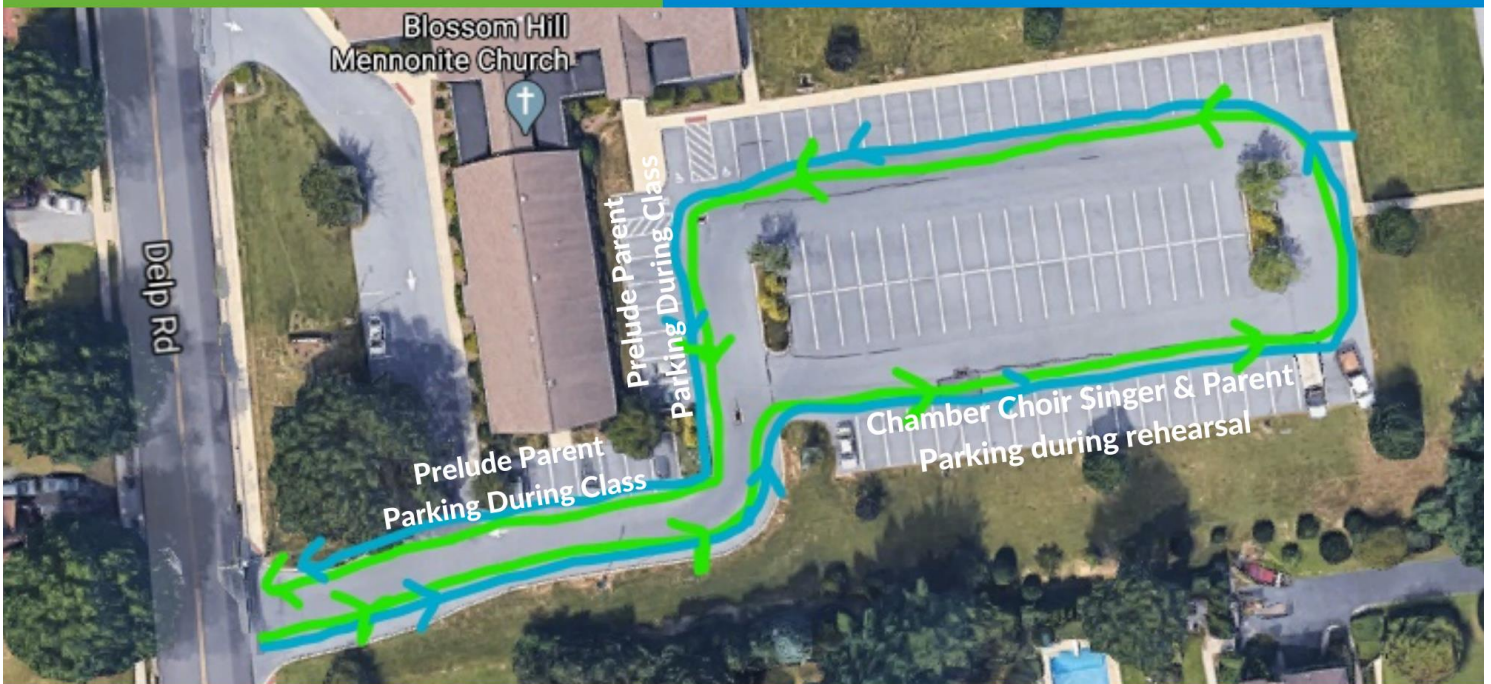 Blossom Hill
Mennonite Church
Delp Rd
Prelude Parent
Parking During Class
Prelude Parent
Parking During Class
Chamber Choir Singer & Parent
Parking during rehearsal